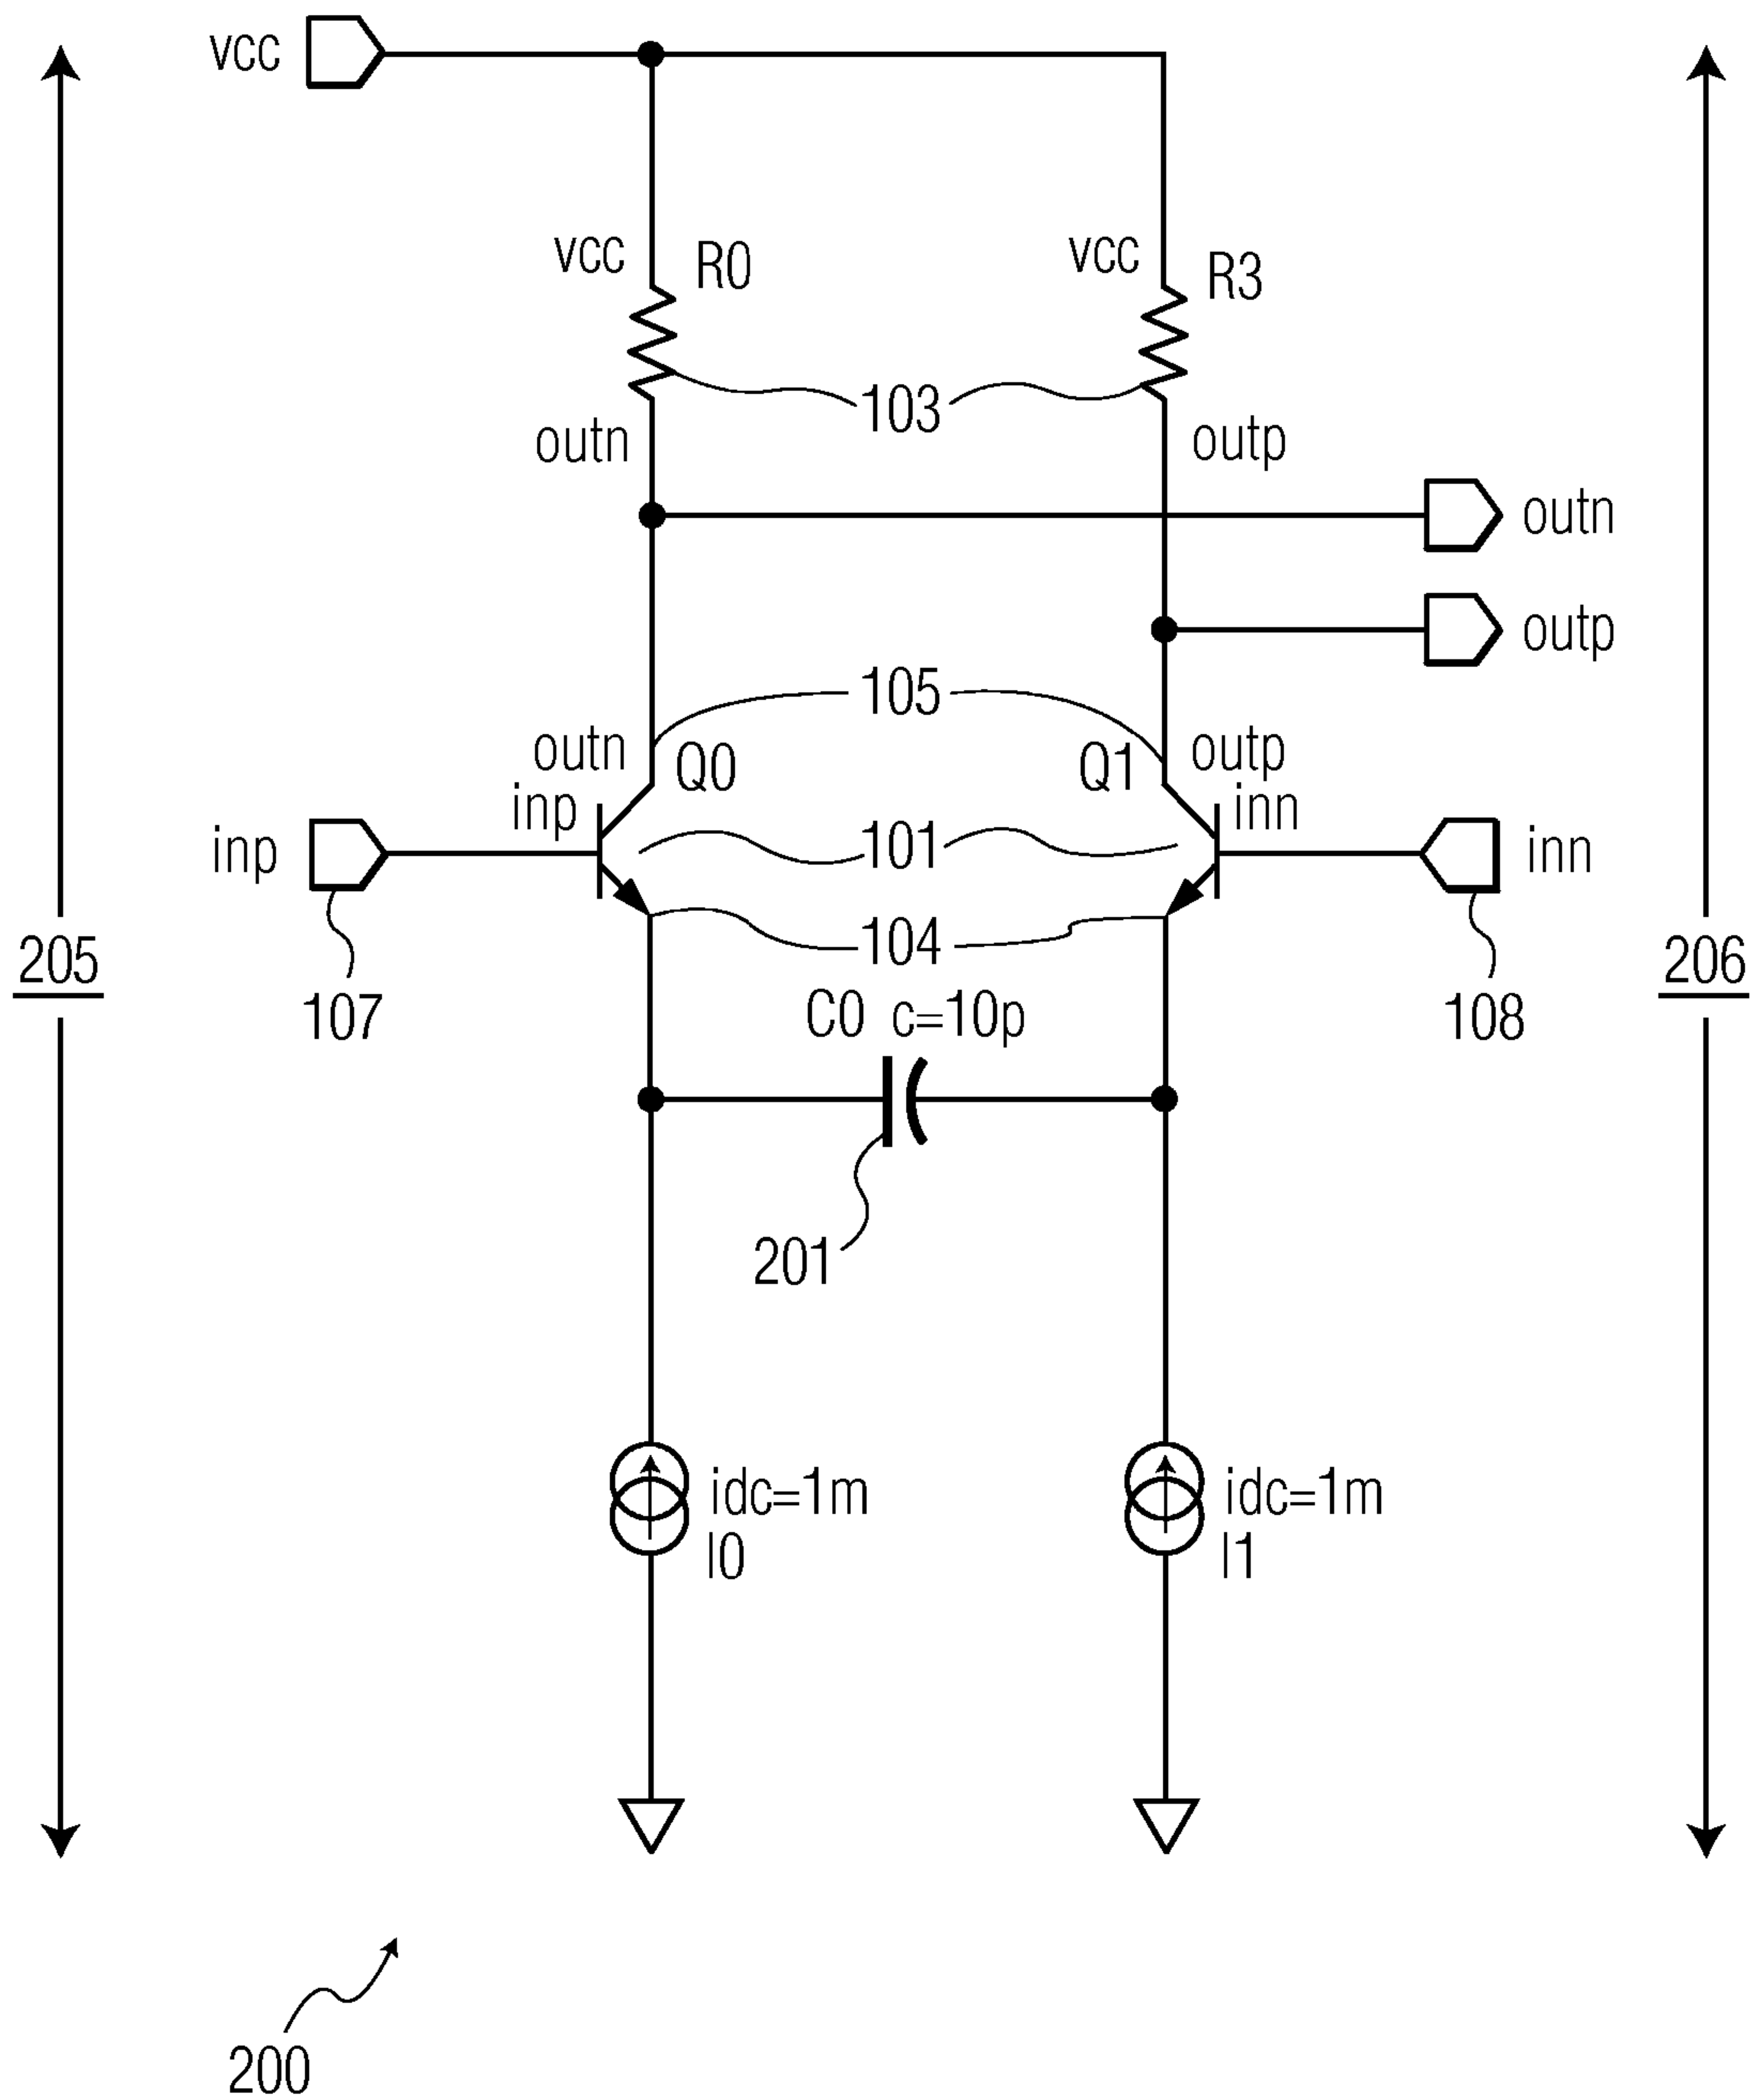 vcc
vcc
R0
vcc
R3
103
outn
outp
outn
outp
105
outn
Q0
Q1
outp
inp
inn
inp
101
inn
104
205
206
107
C0 c=10p
108
201
idc=1m
I0
idc=1m
I1
200